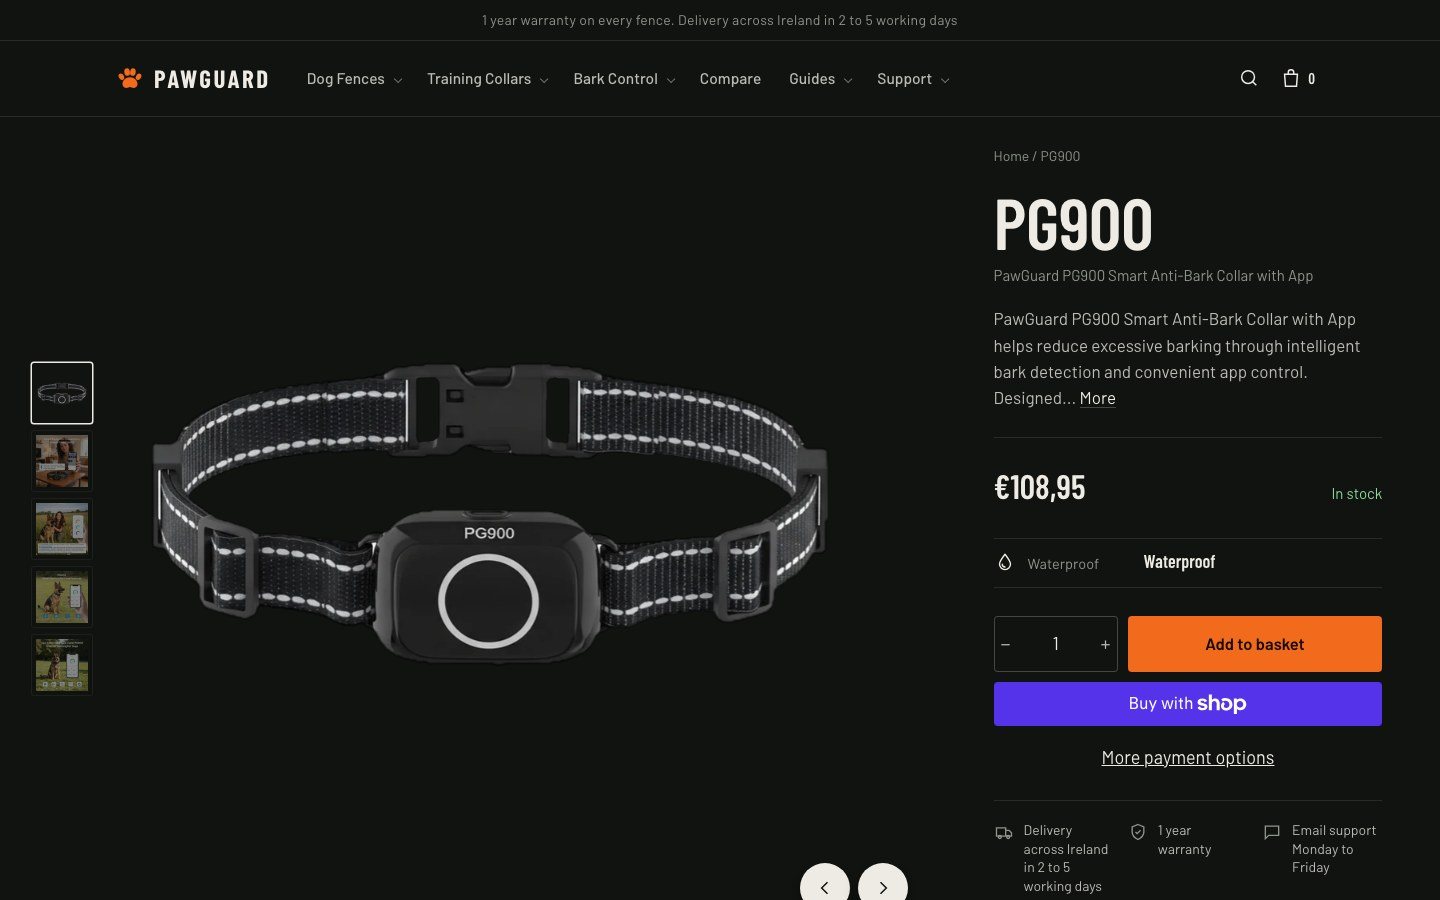 1 year warranty on every fence. Delivery across Ireland in 2 to 5 working days
PAWGUARD
Dog Fences
Training Collars
Bark Control
Compare
Guides
Support
0
Home / PG900
PG900
PawGuard PG900 Smart Anti-Bark Collar with App
PawGuard PG900 Smart Anti-Bark Collar with App
helps reduce excessive barking through intelligent
bark detection and convenient app control.
Designed... More
€108,95
In stock
Waterproof
Waterproof
− 1 +
Add to basket
Buy with shop
More payment options
Delivery
across Ireland
in 2 to 5
working days
1 year
warranty
Email support
Monday to
Friday
PG900